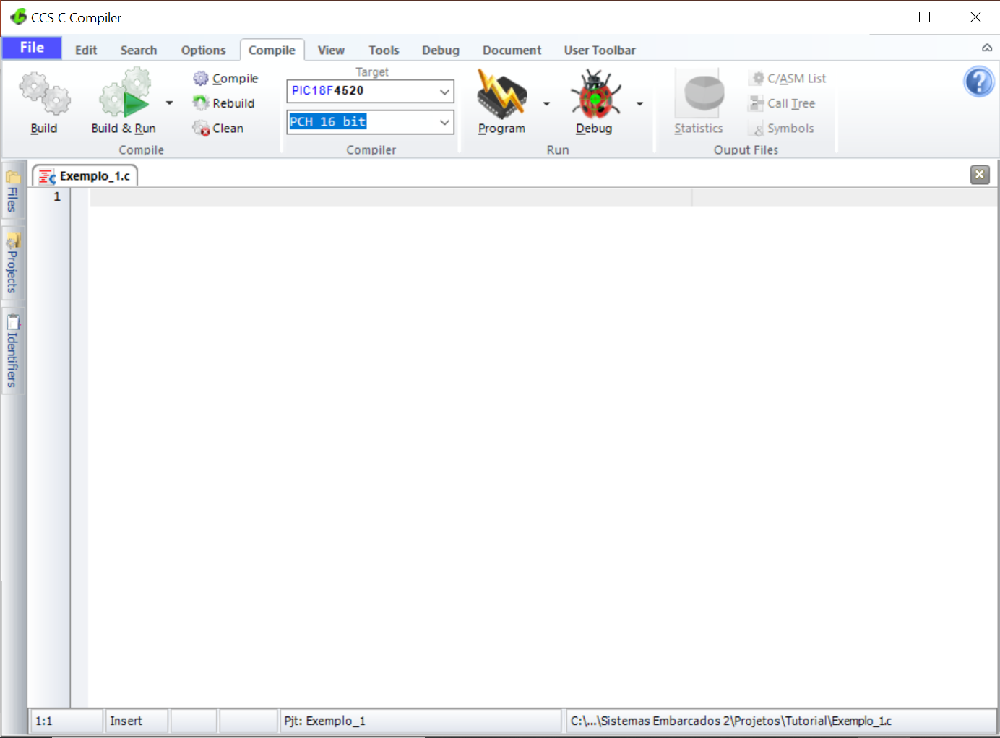 CCS C Compiler
File Edit Search Options Compile View Tools Debug Document User Toolbar
Target
Compile
PIC18F4520
C/ASM List
Rebuild
Call Tree
PCH 16 bit
Build Build & Run Clean
Program Debug
Statistics Symbols
Compile Compiler Run Ouput Files
Files
Projects
Identifiers
Exemplo_1.c
1
1:1 Insert Pjt: Exemplo_1 C:\...\Sistemas Embarcados 2\Projetos\Tutorial\Exemplo_1.c